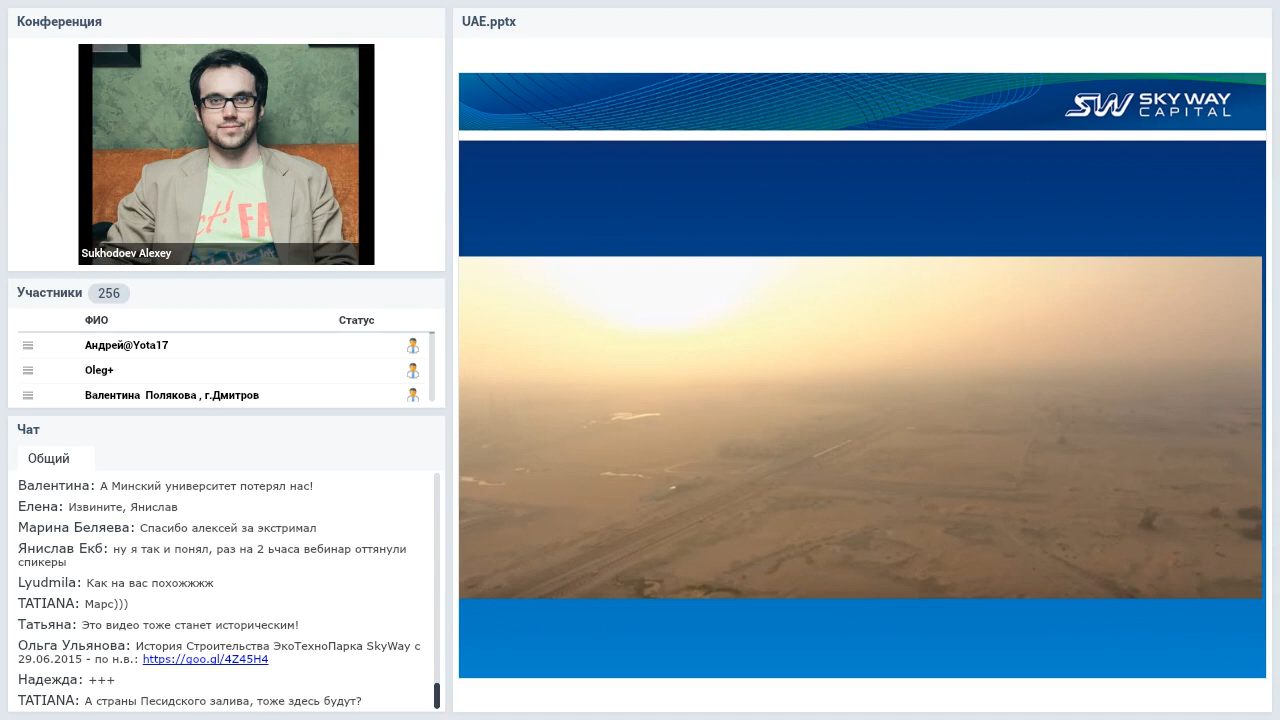 Конференция
Sukhodoev Alexey
Участники 256
ФИО Статус
Андрей@Yota17
Oleg+
Валентина Полякова , г.Дмитров
Чат
Общий
Валентина: А Минский университет потерял нас!
Елена: Извините, Янислав
Марина Беляева: Спасибо алексей за экстримал
Янислав Екб: ну я так и понял, раз на 2 ьчаса вебинар оттянули
спикеры
Lyudmila: Как на вас похожжжж
TATIANA: Марс)))
Татьяна: Это видео тоже станет историческим!
Ольга Ульянова: История Строительства ЭкоТехноПарка SkyWay с
29.06.2015 - по н.в.: https://goo.gl/4Z45H4
Надежда: +++
TATIANA: А страны Песидского залива, тоже здесь будут?
UAE.pptx
SW SKY WAY
CAPITAL